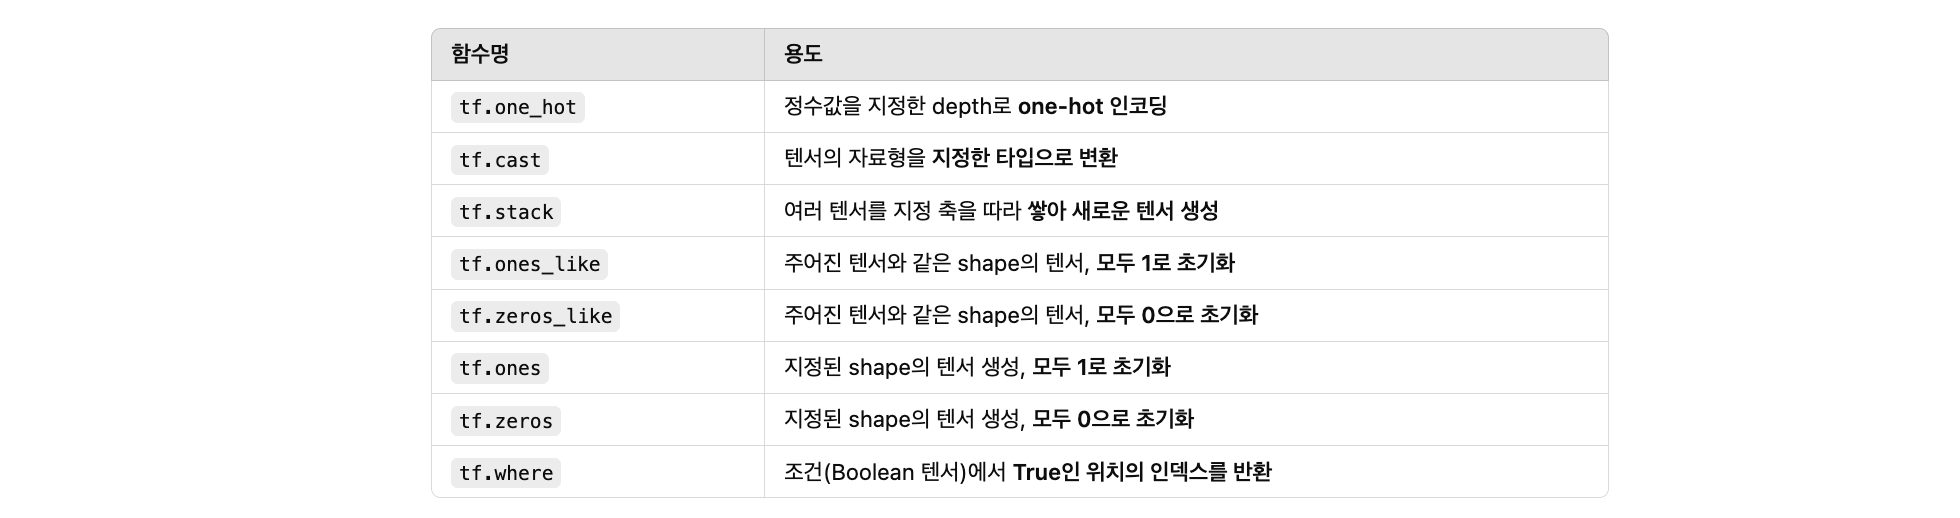 함수명 용도
tf.one_hot 정수값을 지정한 depth로 one-hot 인코딩
tf.cast 텐서의 자료형을 지정한 타입으로 변환
tf.stack 여러 텐서를 지정 축을 따라 쌓아 새로운 텐서 생성
tf.ones_like 주어진 텐서와 같은 shape의 텐서, 모두 1로 초기화
tf.zeros_like 주어진 텐서와 같은 shape의 텐서, 모두 0으로 초기화
tf.ones 지정된 shape의 텐서 생성, 모두 1로 초기화
tf.zeros 지정된 shape의 텐서 생성, 모두 0으로 초기화
tf.where 조건(Boolean 텐서)에서 True인 위치의 인덱스를 반환